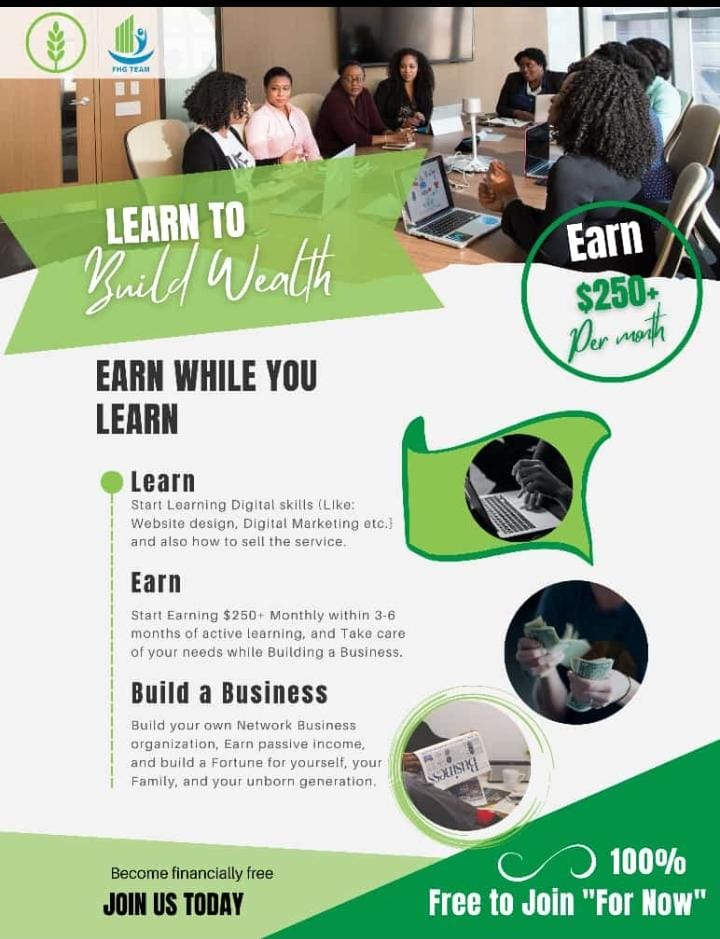 FHG TEAM
LEARN TO
Build Wealth
Earn
$250+
Per month
EARN WHILE YOU
LEARN
Learn
Start Learning Digital skills (LIke:
Website design, Digital Marketing etc.}
and also how to sell the service.
Earn
Start Earning $250+ Monthly within 3-6
months of active learning, and Take care
of your needs while Building a Business.
Build a Business
Build your own Network Business
organization, Earn passive income,
and build a Fortune for yourself, your
Family, and your unborn generation.
Business
Become financially free
JOIN US TODAY
100%
Free to Join "For Now"